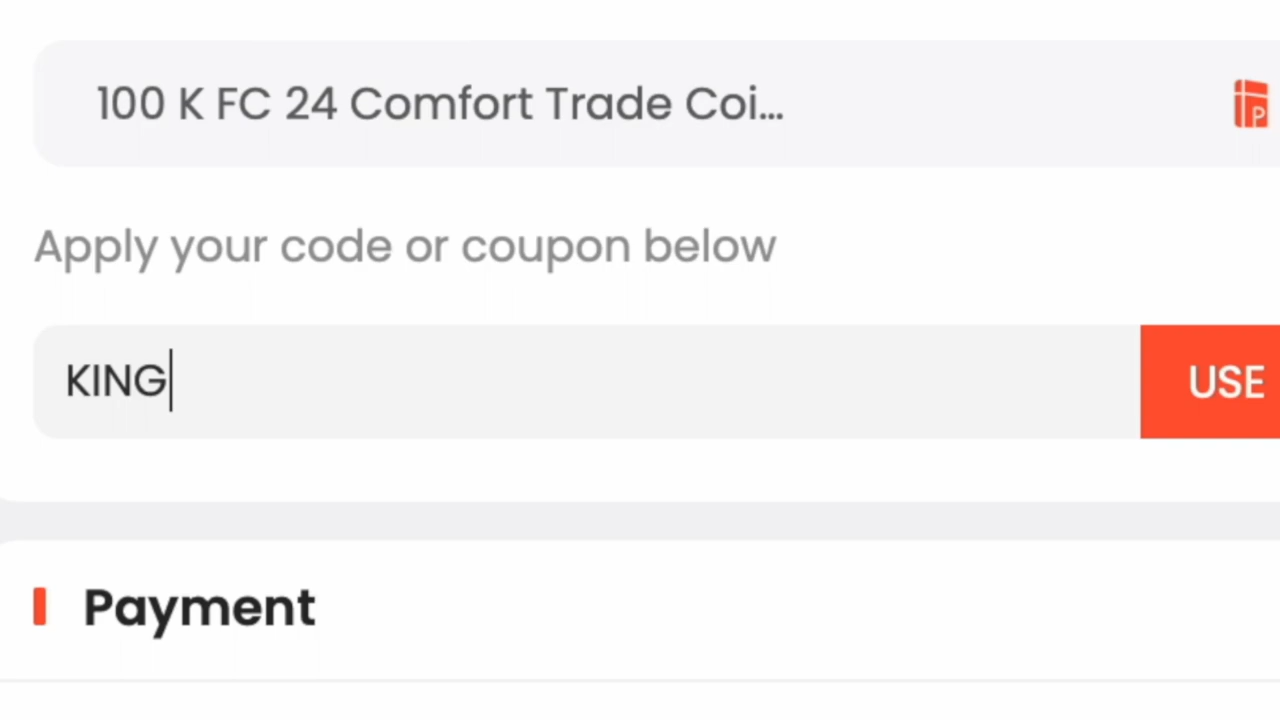 100 K FC 24 Comfort Trade Coi...
P
Apply your code or coupon below
KING
USE
Payment